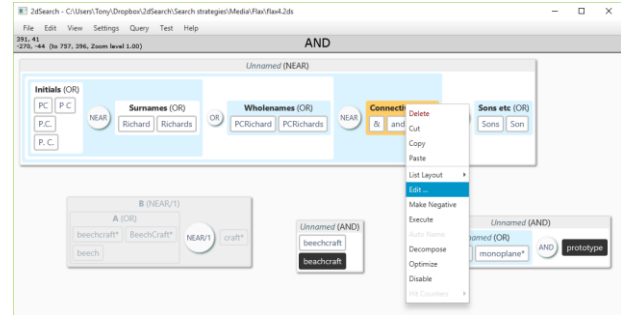 2dSearch - C:\Users\Tony\Dropbox\2dSearch\Search strategies\Media\Flax\flax4.2ds
File Edit View Settings Query Test Help
391, 41
-270, -44 (to 757, 396, Zoom level 1.00)
AND
Unnamed (NEAR)
Initials (OR)
PC P C
P.C.
P. C.
NEAR
Surnames (OR)
Richard Richards
OR
Wholenames (OR)
PCRichard PCRichards
NEAR
Connecti
& and
Sons etc (OR)
Sons Son
Delete
Cut
Copy
Paste
List Layout
Edit ...
Make Negative
Execute
Auto Name
Decompose
Optimize
Disable
Hit Counters
B (NEAR/1)
A (OR)
beechcraft* BeechCraft*
beech
NEAR/1
craft*
Unnamed (AND)
beechcraft
beachcraft
Unnamed (AND)
named (OR)
monoplane*
AND
prototype